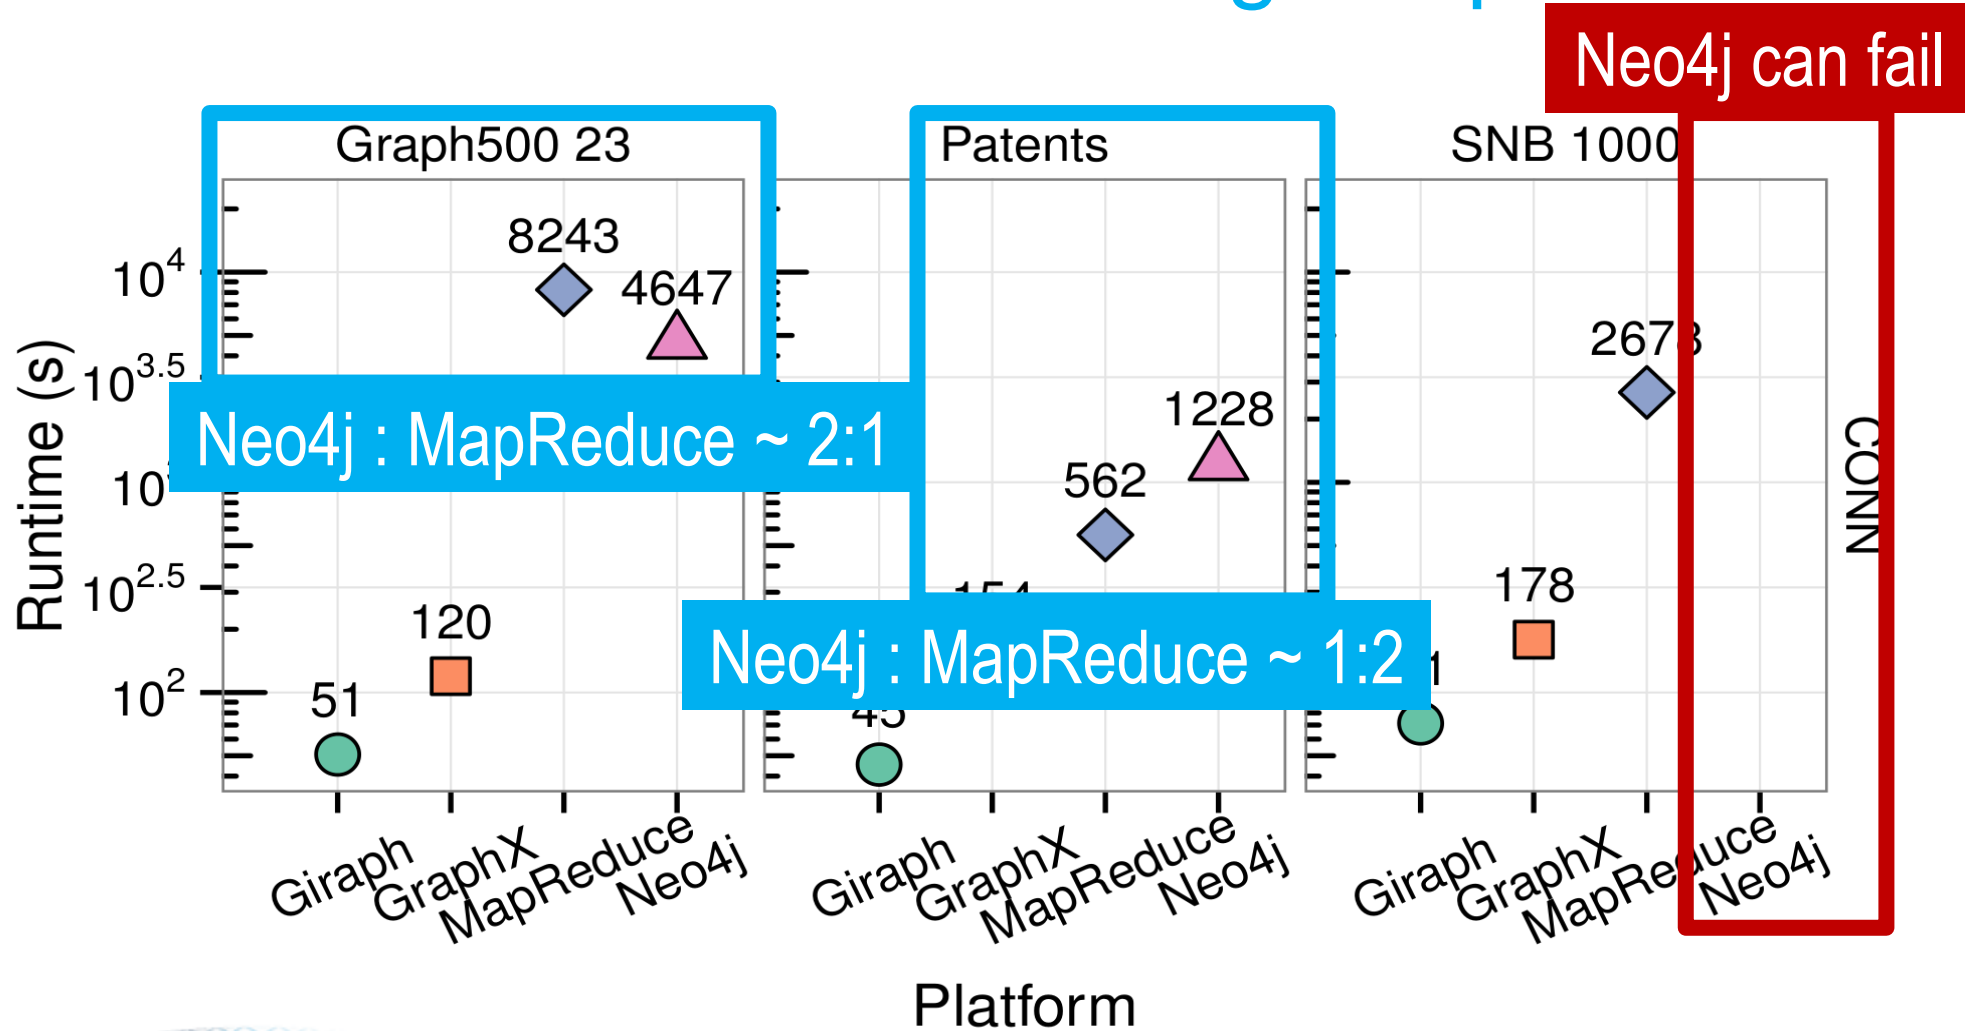 Neo4j can fail
Graph500 23
Patents
SNB 1000
8243
4647
10^4
2673
10^3.5
1228
Neo4j : MapReduce ~ 2:1
562
CONN
Runtime (s)
10^2.5
178
120
Neo4j : MapReduce ~ 1:2
51
10^2
45
Giraph
GraphX
MapReduce
Neo4j
Giraph
GraphX
MapReduce
Neo4j
Giraph
GraphX
MapReduce
Neo4j
Platform